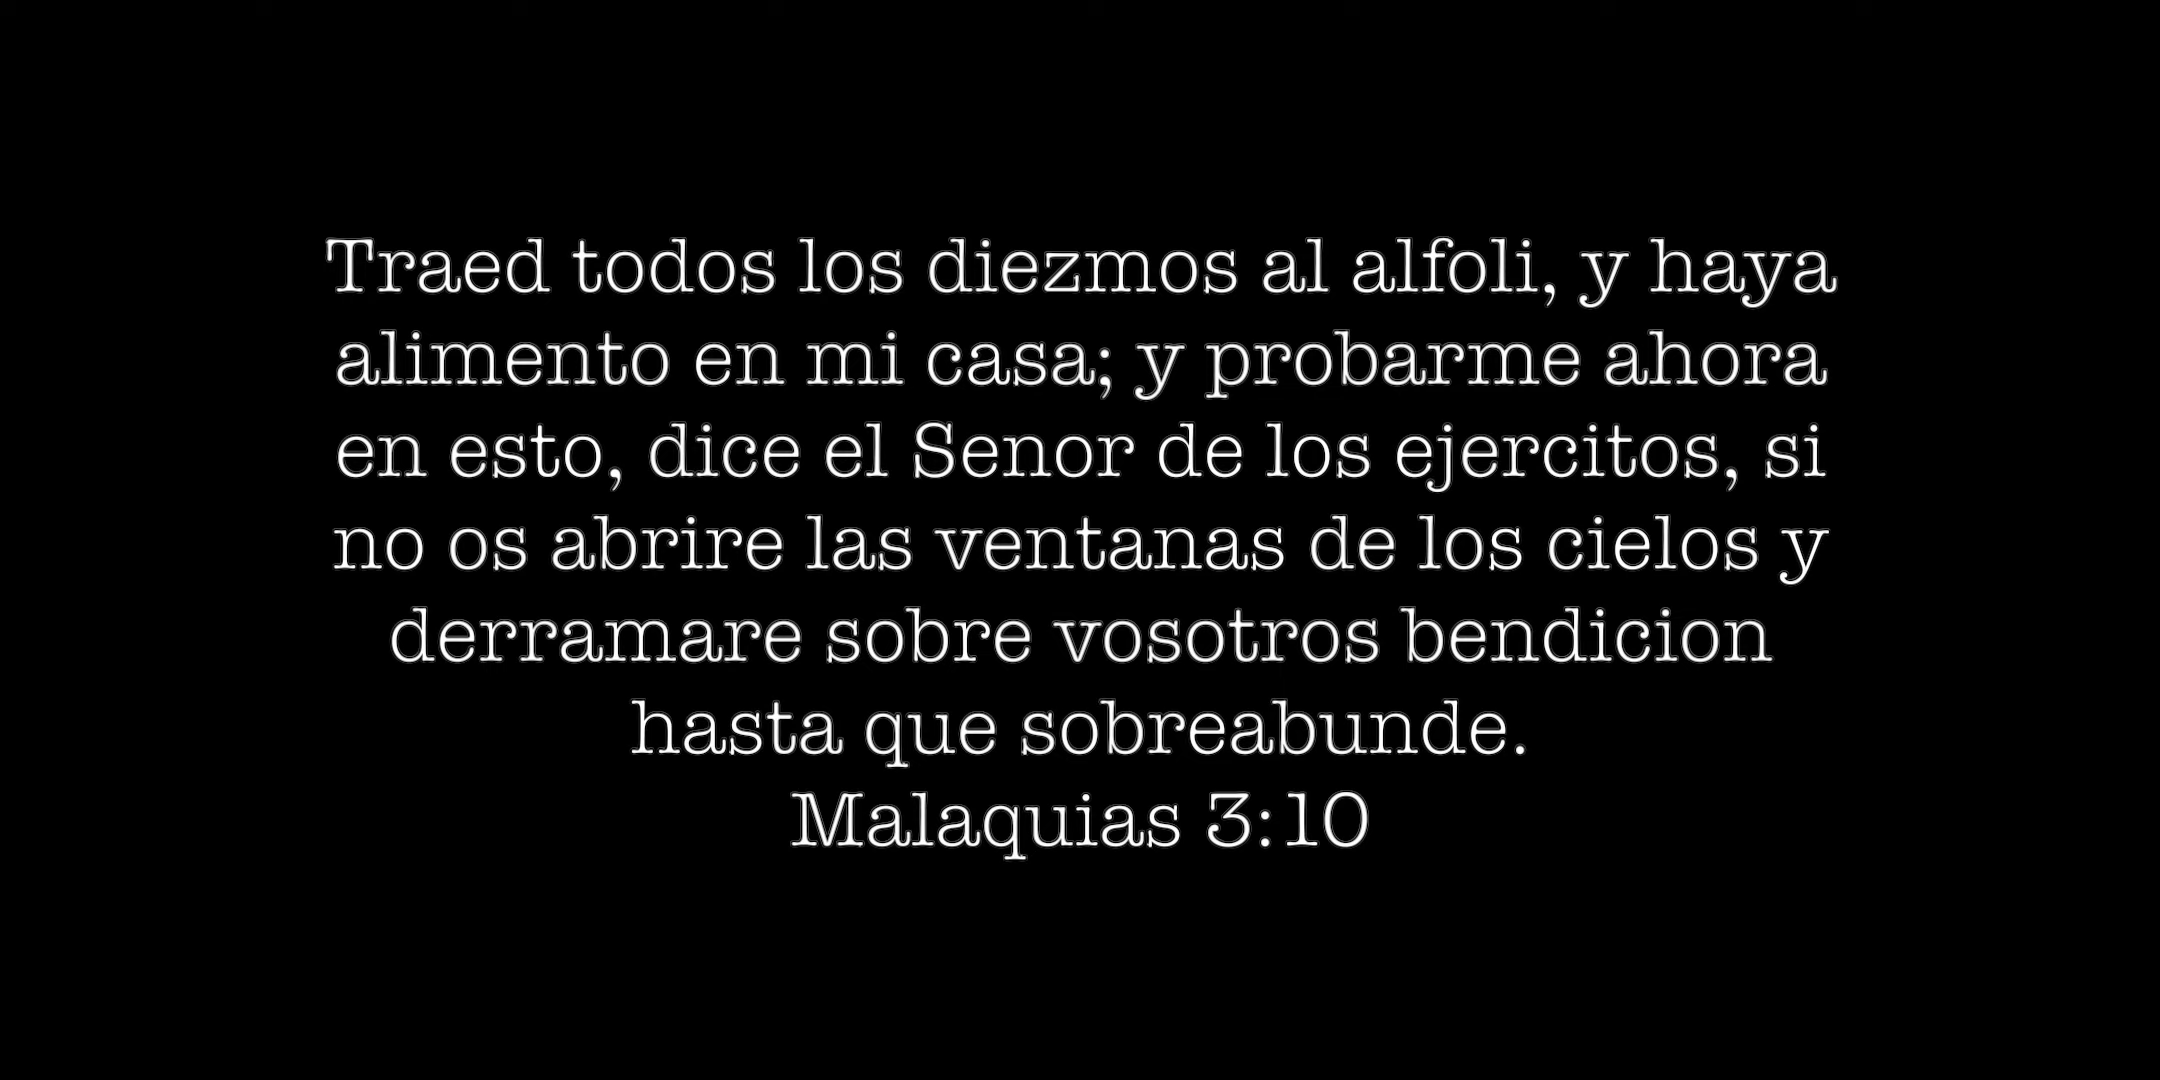 Traed todos los diezmos al alfoli, y haya
alimento en mi casa; y probarme ahora
en esto, dice el Senor de los ejercitos, si
no os abrire las ventanas de los cielos y
derramare sobre vosotros bendicion
hasta que sobreabunde.
Malaquias 3:10